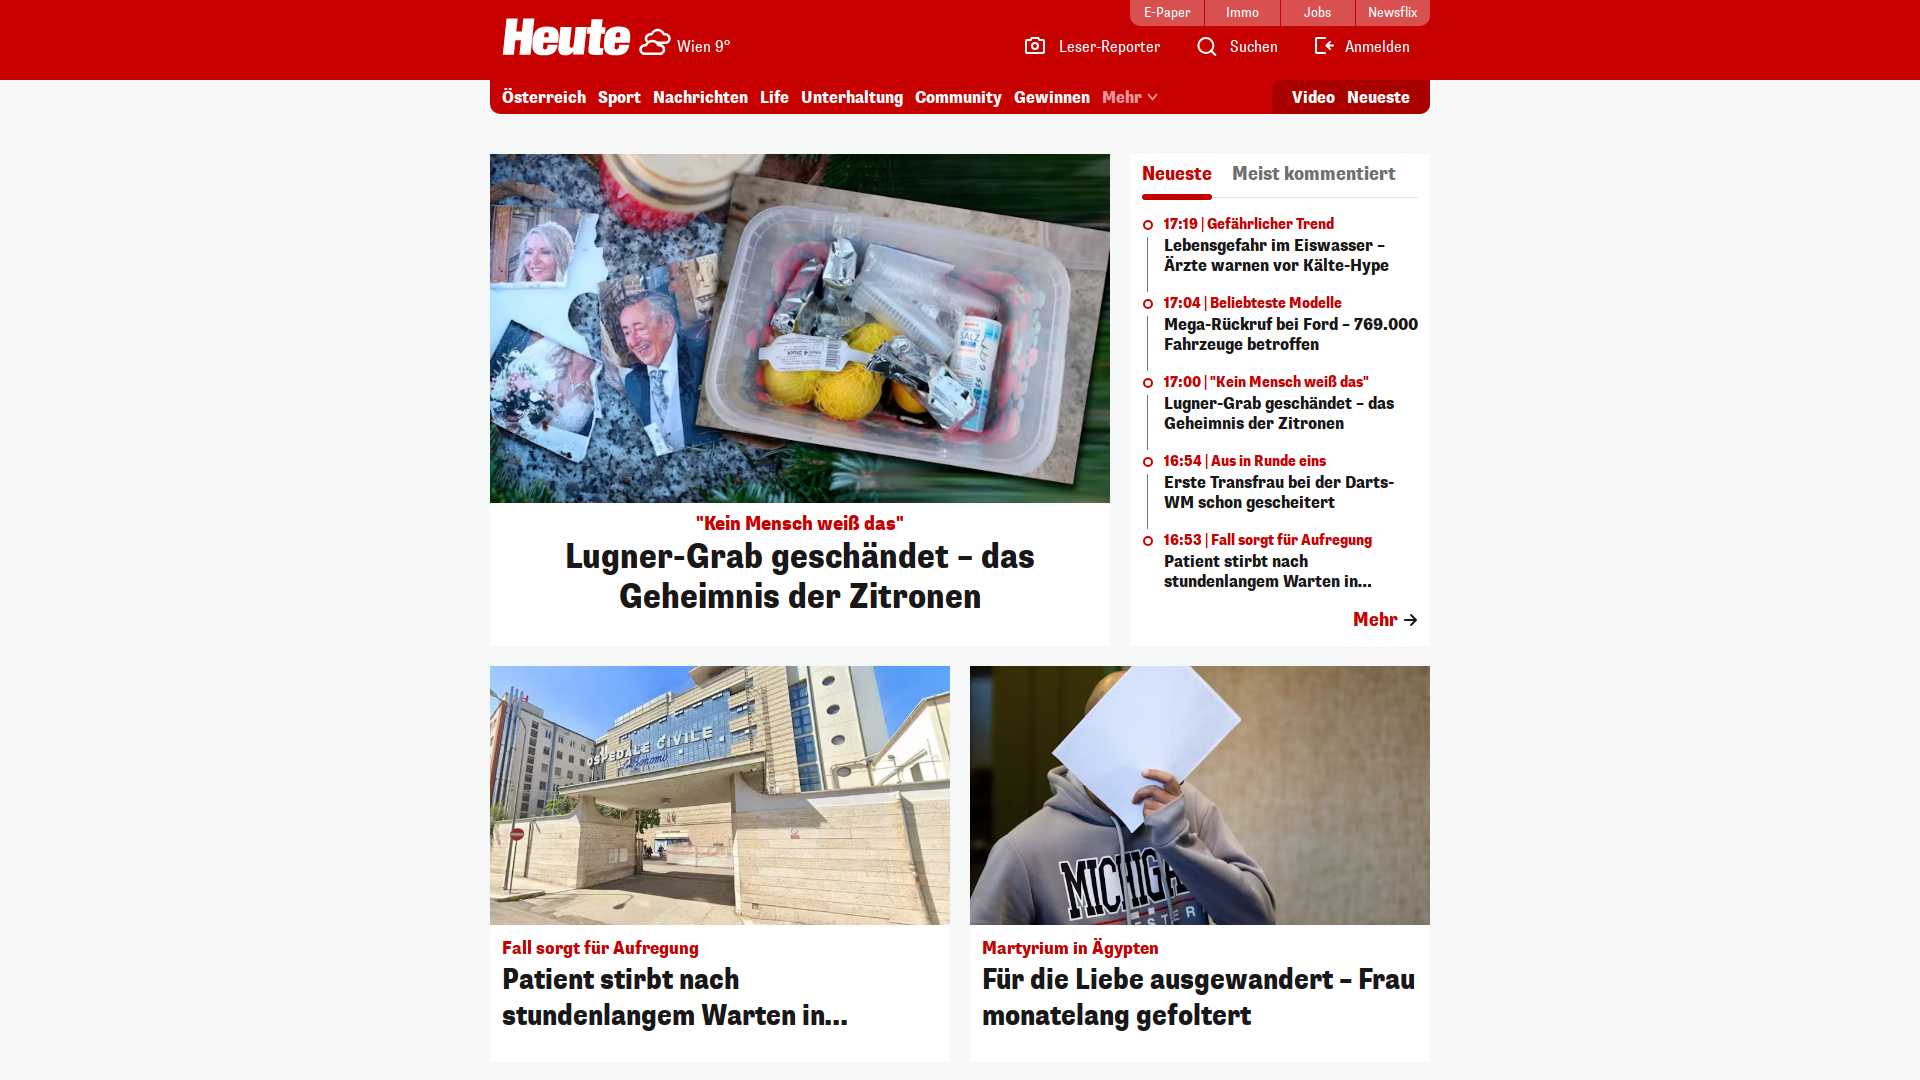 E-Paper
Immo
Jobs
Newsflix
Heute
Wien 9°
Leser-Reporter
Suchen
Anmelden
Österreich
Sport
Nachrichten
Life
Unterhaltung
Community
Gewinnen
Mehr
Video
Neueste
SALZ
"Kein Mensch weiß das"
Lugner-Grab geschändet – das
Geheimnis der Zitronen
Neueste
Meist kommentiert
17:19 | Gefährlicher Trend
Lebensgefahr im Eiswasser –
Ärzte warnen vor Kälte-Hype
17:04 | Beliebteste Modelle
Mega-Rückruf bei Ford – 769.000
Fahrzeuge betroffen
17:00 | "Kein Mensch weiß das"
Lugner-Grab geschändet – das
Geheimnis der Zitronen
16:54 | Aus in Runde eins
Erste Transfrau bei der Darts-
WM schon gescheitert
16:53 | Fall sorgt für Aufregung
Patient stirbt nach
stundenlangem Warten in...
Mehr
OSPEDALE CIVILE
Fall sorgt für Aufregung
Patient stirbt nach
stundenlangem Warten in...
MICHIGA
Martyrium in Ägypten
Für die Liebe ausgewandert – Frau
monatelang gefoltert